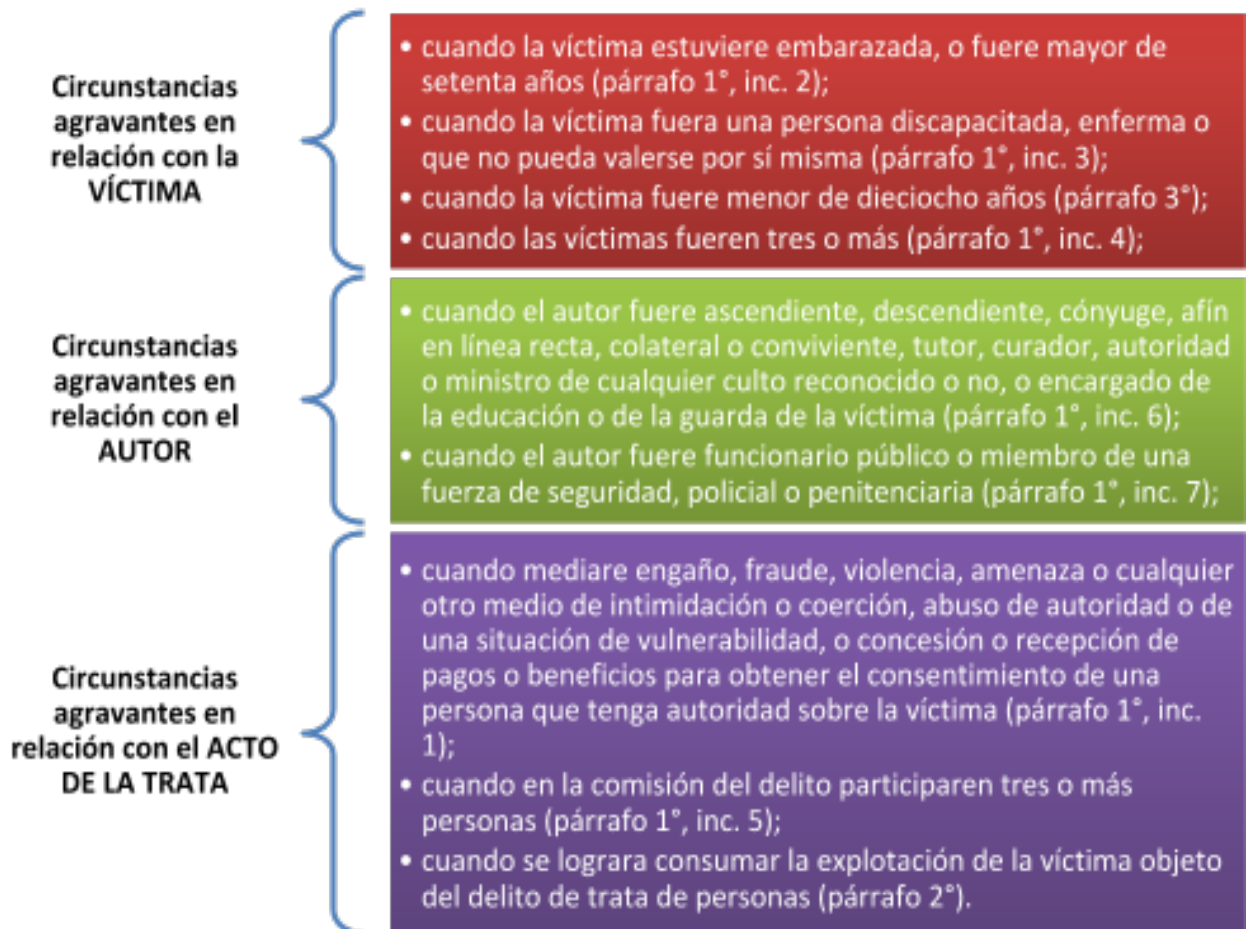 Circunstancias
agravantes en
relación con la
VÍCTIMA
• cuando la víctima estuviere embarazada, o fuere mayor de
setenta años (párrafo 1°, inc. 2);
• cuando la víctima fuera una persona discapacitada, enferma o
que no pueda valerse por sí misma (párrafo 1°, inc. 3);
• cuando la víctima fuere menor de dieciocho años (párrafo 3°);
• cuando las víctimas fueren tres o más (párrafo 1°, inc. 4);
Circunstancias
agravantes en
relación con el
AUTOR
• cuando el autor fuere ascendiente, descendiente, cónyuge, afín
en línea recta, colateral o conviviente, tutor, curador, autoridad
o ministro de cualquier culto reconocido o no, o encargado de
la educación o de la guarda de la víctima (párrafo 1°, inc. 6);
• cuando el autor fuere funcionario público o miembro de una
fuerza de seguridad, policial o penitenciaria (párrafo 1°, inc. 7);
Circunstancias
agravantes en
relación con el ACTO
DE LA TRATA
• cuando mediare engaño, fraude, violencia, amenaza o cualquier
otro medio de intimidación o coerción, abuso de autoridad o de
una situación de vulnerabilidad, o concesión o recepción de
pagos o beneficios para obtener el consentimiento de una
persona que tenga autoridad sobre la víctima (párrafo 1°, inc.
1);
• cuando en la comisión del delito participaren tres o más
personas (párrafo 1°, inc. 5);
• cuando se lograra consumar la explotación de la víctima objeto
del delito de trata de personas (párrafo 2°).